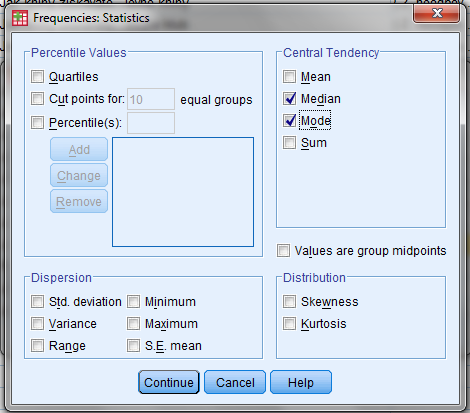 Frequencies: Statistics
Percentile Values
Quartiles
Cut points for: 10 equal groups
Percentile(s):
Add
Change
Remove
Central Tendency
Mean
Median
Mode
Sum
Values are group midpoints
Dispersion
Std. deviation Minimum
Variance Maximum
Range S.E. mean
Distribution
Skewness
Kurtosis
Continue Cancel Help